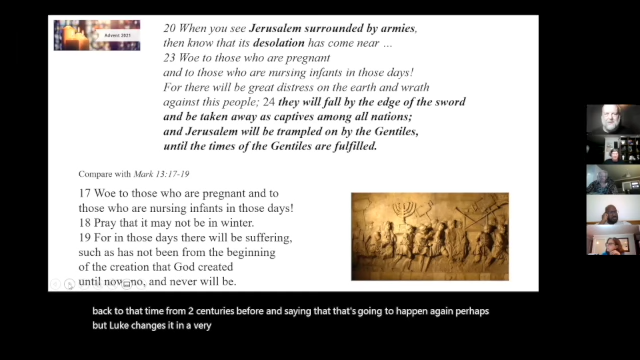 Advent 2021
20 When you see Jerusalem surrounded by armies,
then know that its desolation has come near …
23 Woe to those who are pregnant
and to those who are nursing infants in those days!
For there will be great distress on the earth and wrath
against this people; 24 they will fall by the edge of the sword
and be taken away as captives among all nations;
and Jerusalem will be trampled on by the Gentiles,
until the times of the Gentiles are fulfilled.
Compare with Mark 13:17-19
17 Woe to those who are pregnant and to
those who are nursing infants in those days!
18 Pray that it may not be in winter.
19 For in those days there will be suffering,
such as has not been from the beginning
of the creation that God created
until now, no, and never will be.
back to that time from 2 centuries before and saying that that's going to happen again perhaps
but Luke changes it in a very